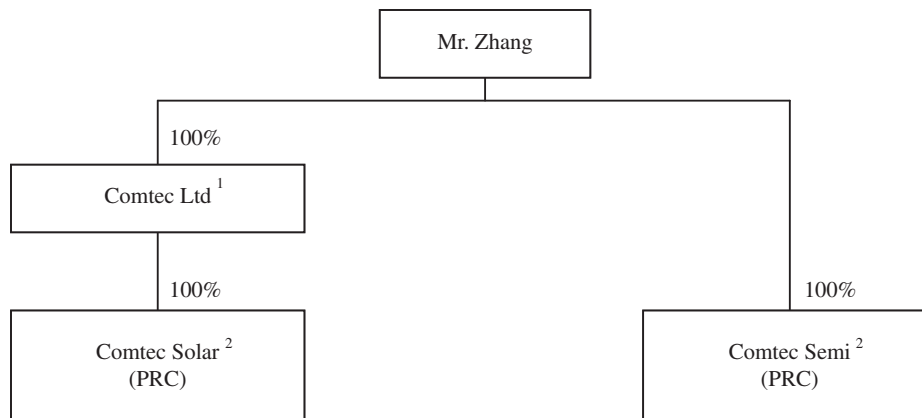 Mr. Zhang
100%
Comtec Ltd 1
100%
100%
Comtec Solar 2
(PRC)
Comtec Semi 2
(PRC)